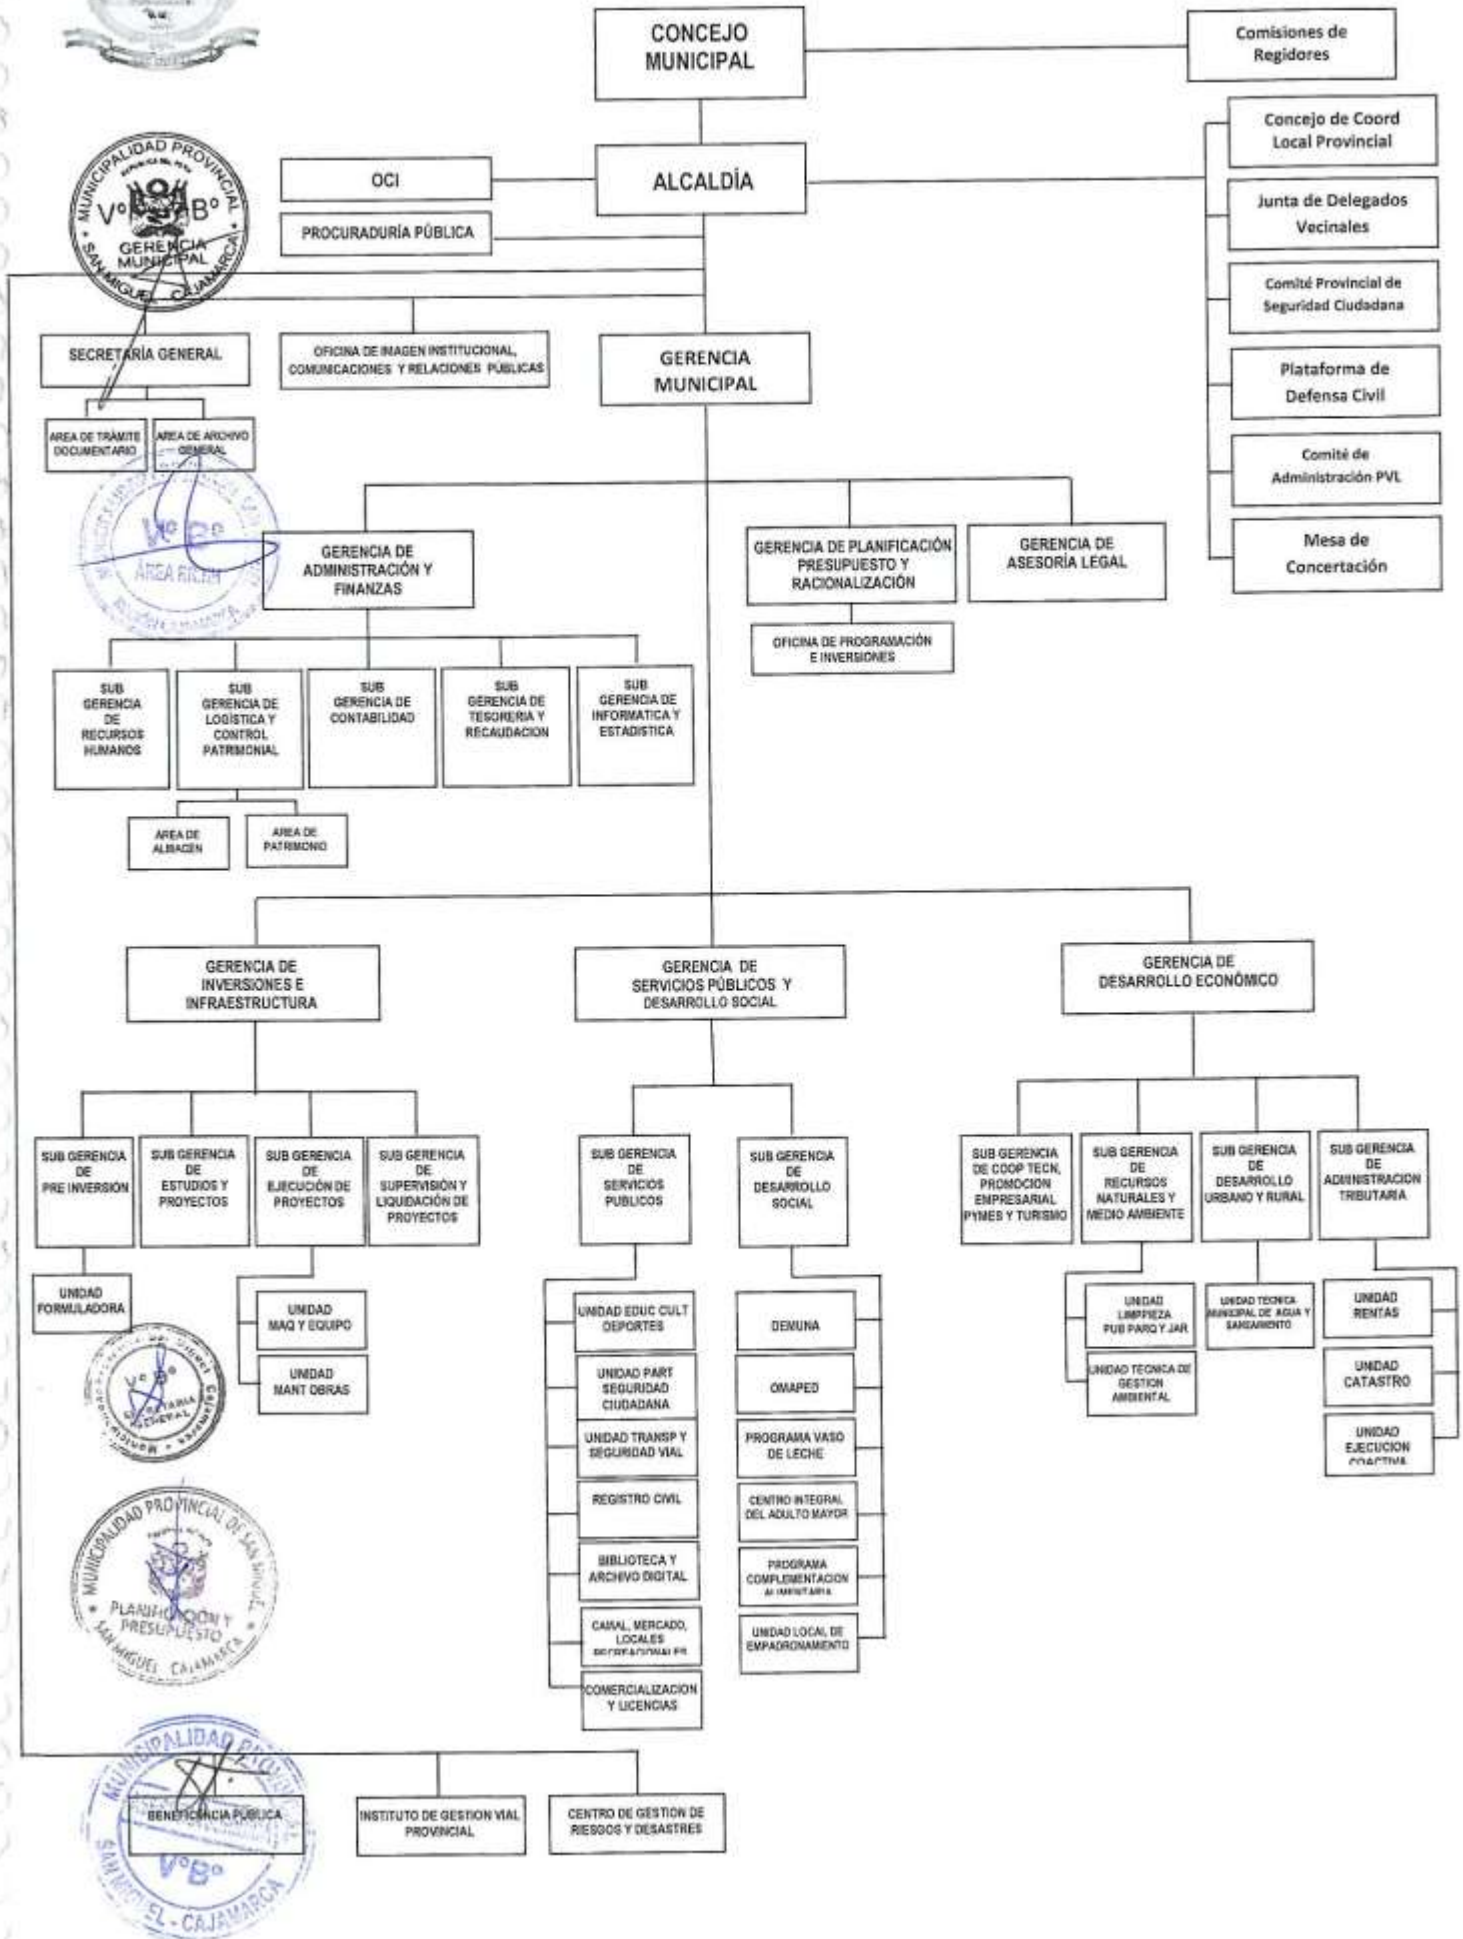 CONCEJO
MUNICIPAL
Comisiones de
Regidores
Concejo de Coord
Local Provincial
MUNICIPALIDAD PROVINCIAL
V° B°
GERENCIA
MUNICIPAL
SAN MIGUEL CAJAMARCA
OCI
ALCALDÍA
PROCURADURÍA PÚBLICA
Junta de Delegados
Vecinales
Comité Provincial de
Seguridad Ciudadana
SECRETARÍA GENERAL
OFICINA DE IMAGEN INSTITUCIONAL,
COMUNICACIONES Y RELACIONES PÚBLICAS
GERENCIA
MUNICIPAL
Plataforma de
Defensa Civil
AREA DE TRÁMITE
DOCUMENTARIO
AREA DE ARCHIVO
GENERAL
Comité de
Administración PVL
V° B°
GERENCIA DE
ADMINISTRACIÓN Y
FINANZAS
GERENCIA DE PLANIFICACIÓN
PRESUPUESTO Y
RACIONALIZACIÓN
GERENCIA DE
ASESORÍA LEGAL
Mesa de
Concertación
OFICINA DE PROGRAMACIÓN
E INVERSIONES
SUB
GERENCIA
DE
RECURSOS
HUMANOS
SUB
GERENCIA DE
LOGÍSTICA Y
CONTROL
PATRIMONIAL
SUB
GERENCIA DE
CONTABILIDAD
SUB
GERENCIA DE
TESORERIA Y
RECAUDACION
SUB
GERENCIA DE
INFORMATICA Y
ESTADISTICA
AREA DE
ALMACEN
AREA DE
PATRIMONIO
GERENCIA DE
INVERSIONES E
INFRAESTRUCTURA
GERENCIA DE
SERVICIOS PÚBLICOS Y
DESARROLLO SOCIAL
GERENCIA DE
DESARROLLO ECONÓMICO
SUB GERENCIA
DE
PRE INVERSION
SUB GERENCIA
DE
ESTUDIOS Y
PROYECTOS
SUB GERENCIA
DE
EJECUCIÓN DE
PROYECTOS
SUB GERENCIA
DE
SUPERVISIÓN Y
LIQUIDACIÓN DE
PROYECTOS
SUB GERENCIA
DE
SERVICIOS
PUBLICOS
SUB GERENCIA
DE
DESARROLLO
SOCIAL
SUB GERENCIA
DE COOP TECN,
PROMOCION
EMPRESARIAL
PYMES Y TURISMO
SUB GERENCIA
DE
RECURSOS
NATURALES Y
MEDIO AMBIENTE
SUB GERENCIA
DE
DESARROLLO
URBANO Y RURAL
SUB GERENCIA
DE
ADMINISTRACION
TRIBUTARIA
UNIDAD
FORMULADORA
UNIDAD
MAQ Y EQUIPO
UNIDAD
MANT OBRAS
UNIDAD EDUC CULT
DEPORTES
UNIDAD PART
SEGURIDAD
CIUDADANA
UNIDAD TRANSP Y
SEGURIDAD VIAL
REGISTRO CIVIL
BIBLIOTECA Y
ARCHIVO DIGITAL
CAMAL, MERCADO,
LOCALES
RECREACIONALES
COMERCIALIZACION
Y LICENCIAS
DEMUNA
OMAPED
PROGRAMA VASO
DE LECHE
CENTRO INTEGRAL
DEL ADULTO MAYOR
PROGRAMA
COMPLEMENTACION
ALIMENTARIA
UNIDAD LOCAL DE
EMPADRONAMIENTO
UNIDAD
LIMPPIEZA
PUB PARQ Y JAR
UNIDAD TECNICA DE
GESTION
AMBIENTAL
UNIDAD TECNICA
MUNICIPAL DE AGUA Y
SANEAMIENTO
UNIDAD
RENTAS
UNIDAD
CATASTRO
UNIDAD
EJECUCION
COACTIVA
V° B°
SECRETARIA
GENERAL
MUNICIPALIDAD PROVINCIAL DE SAN MIGUEL
PLANIFICACIÓN Y
PRESUPUESTO
SAN MIGUEL CAJAMARCA
BENEFICENCIA PUBLICA
INSTITUTO DE GESTION VIAL
PROVINCIAL
CENTRO DE GESTION DE
RIESGOS Y DESASTRES
MUNICIPALIDAD
V°B°
SAN MIGUEL - CAJAMARCA